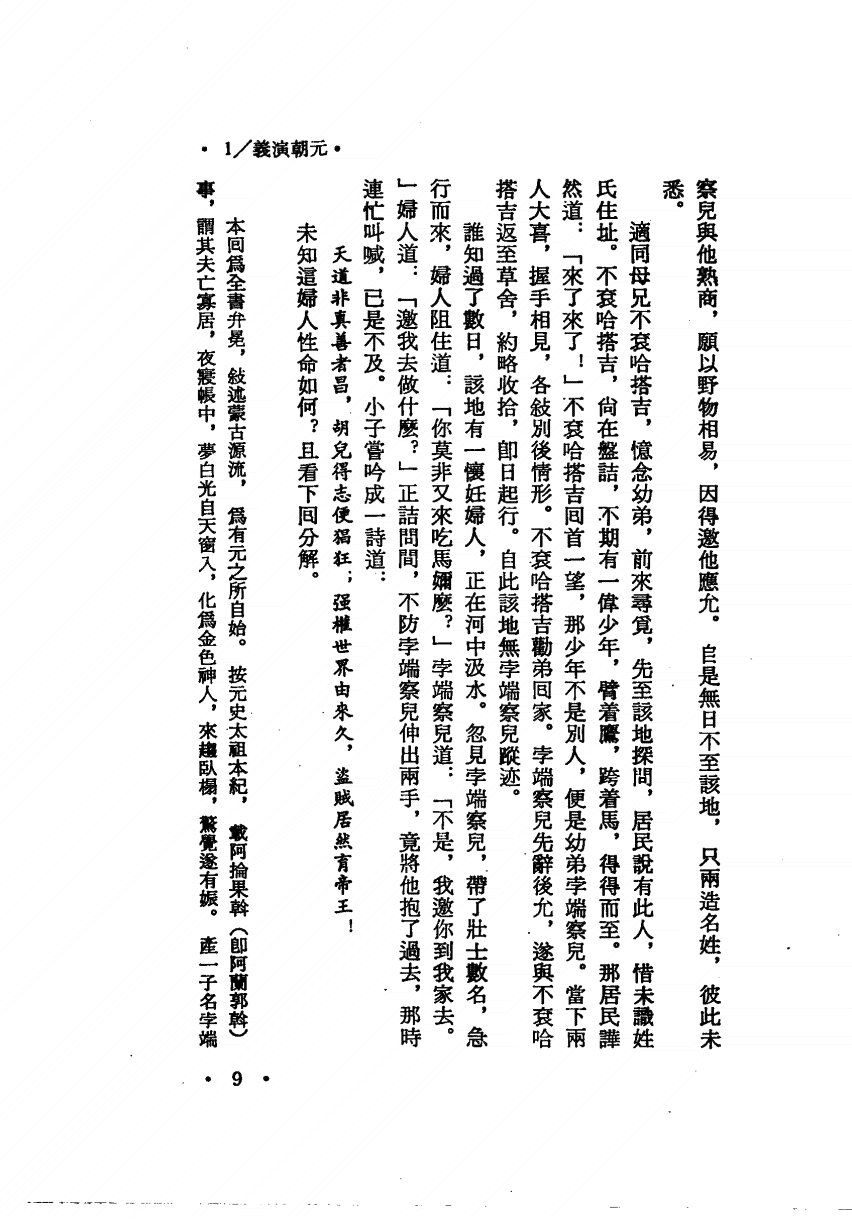 ・元朝演義／1・
察兒與他熟商，願以野物相易，因得邀他應允。自是無日不至該地，只兩造名姓，彼此未
悉。
適同母兄不袞哈搭吉，憶念幼弟，前來尋覓，先至該地探問，居民說有此人，惜未識姓
氏住址。不袞哈搭吉，尙在盤詰，不期有一偉少年，臂着鷹，跨着馬，得得而至。那居民譁
然道：「來了來了！」不袞哈搭吉回首一望，那少年不是別人，便是幼弟孛端察兒。當下兩
人大喜，握手相見，各敍別後情形。不袞哈搭吉勸弟回家。孛端察兒先辭後允，遂與不袞哈
搭吉返至草舍，約略收拾，卽日起行。自此該地無孛端察兒蹤迹。
誰知過了數日，該地有一懷妊婦人，正在河中汲水。忽見孛端察兒，帶了壯士數名，急
行而來，婦人阻住道：「你莫非又來吃馬嬭麽？」孛端察兒道：「不是，我邀你到我家去。
」婦人道：「邀我去做什麽？」正詰問間，不防孛端察兒伸出兩手，竟將他抱了過去，那時
連忙叫喊，已是不及。小子嘗吟成一詩道：
天道非真善者昌，胡兒得志便猖狂；强權世界由來久，盜賊居然育帝王！
未知這婦人性命如何？且看下回分解。
本回爲全書弁冕，敍述蒙古源流，爲有元之所自始。按元史太祖本紀，載阿掄果斡（卽阿蘭郭斡）
事，謂其夫亡寡居，夜寢帳中，夢白光自天窗入，化爲金色神人，來趨臥榻，驚覺遂有娠。產一子名孛端
・9・